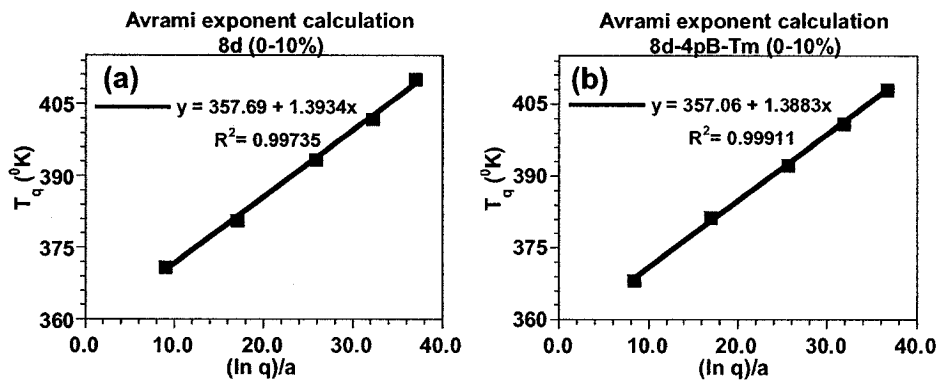 Avrami exponent calculation
8d (0-10%)
(a)
y = 357.69 + 1.3934x
R²= 0.99735
T_q (⁰K)
405
390
375
360
0.0 10.0 20.0 30.0 40.0
(ln q)/a
Avrami exponent calculation
8d-4pB-Tm (0-10%)
(b)
y = 357.06 + 1.3883x
R²= 0.99911
T_q (⁰K)
405
390
375
360
0.0 10.0 20.0 30.0 40.0
(ln q)/a